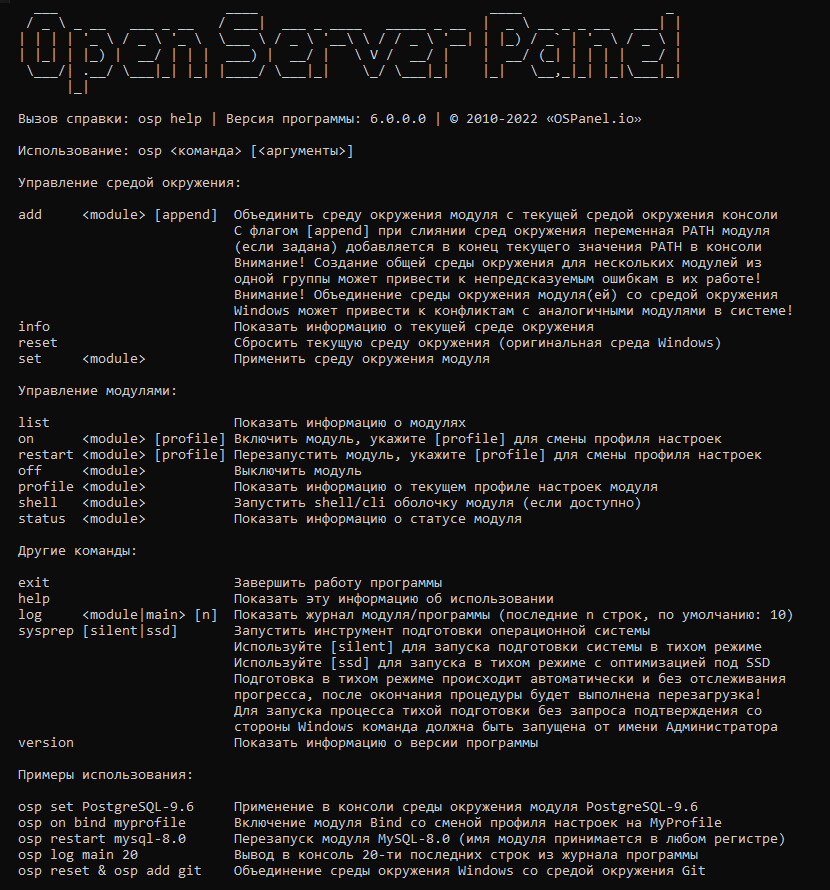 Open Server Panel
Вызов справки: osp help | Версия программы: 6.0.0.0 | © 2010-2022 «OSPanel.io»
Использование: osp <команда> [<аргументы>]
Управление средой окружения:
add     <module> [append]  Объединить среду окружения модуля с текущей средой окружения консоли
                           С флагом [append] при слиянии сред окружения переменная PATH модуля
                           (если задана) добавляется в конец текущего значения PATH в консоли
                           Внимание! Создание общей среды окружения для нескольких модулей из
                           одной группы может привести к непредсказуемым ошибкам в их работе!
                           Внимание! Объединение среды окружения модуля(ей) со средой окружения
                           Windows может привести к конфликтам с аналогичными модулями в системе!
info                       Показать информацию о текущей среде окружения
reset                      Сбросить текущую среду окружения (оригинальная среда Windows)
set     <module>           Применить среду окружения модуля
Управление модулями:
list                       Показать информацию о модулях
on      <module> [profile] Включить модуль, укажите [profile] для смены профиля настроек
restart <module> [profile] Перезапустить модуль, укажите [profile] для смены профиля настроек
off     <module>           Выключить модуль
profile <module>           Показать информацию о текущем профиле настроек модуля
shell   <module>           Запустить shell/cli оболочку модуля (если доступно)
status  <module>           Показать информацию о статусе модуля
Другие команды:
exit                       Завершить работу программы
help                       Показать эту информацию об использовании
log     <module|main> [n]  Показать журнал модуля/программы (последние n строк, по умолчанию: 10)
sysprep [silent|ssd]       Запустить инструмент подготовки операционной системы
                           Используйте [silent] для запуска подготовки системы в тихом режиме
                           Используйте [ssd] для запуска в тихом режиме с оптимизацией под SSD
                           Подготовка в тихом режиме происходит автоматически и без отслеживания
                           прогресса, после окончания процедуры будет выполнена перезагрузка!
                           Для запуска процесса тихой подготовки без запроса подтверждения со
                           стороны Windows команда должна быть запущена от имени Администратора
version                    Показать информацию о версии программы
Примеры использования:
osp set PostgreSQL-9.6     Применение в консоли среды окружения модуля PostgreSQL-9.6
osp on bind myprofile      Включение модуля Bind со сменой профиля настроек на MyProfile
osp restart mysql-8.0      Перезапуск модуля MySQL-8.0 (имя модуля принимается в любом регистре)
osp log main 20            Вывод в консоль 20-ти последних строк из журнала программы
osp reset & osp add git    Объединение среды окружения Windows со средой окружения Git